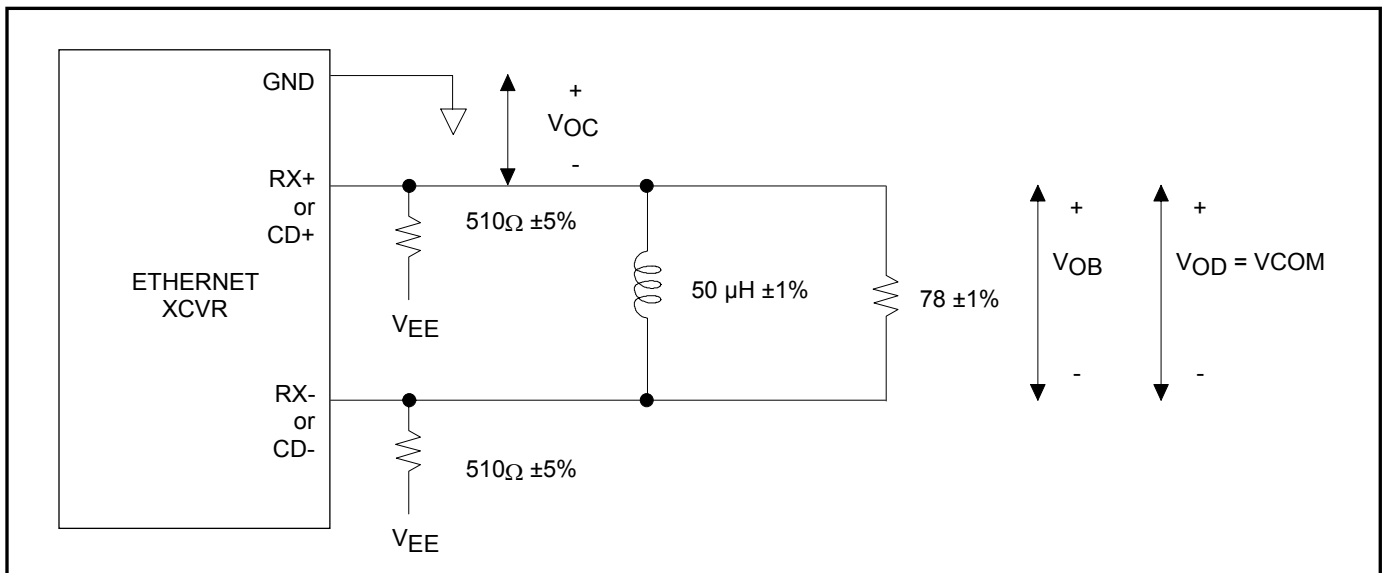 GND
+
VOC
-
RX+
or
CD+
510Ω ±5%
+
+
ETHERNET
XCVR
50 µH ±1%
78 ±1%
VOB
VOD = VCOM
VEE
-
-
RX-
or
CD-
510Ω ±5%
VEE